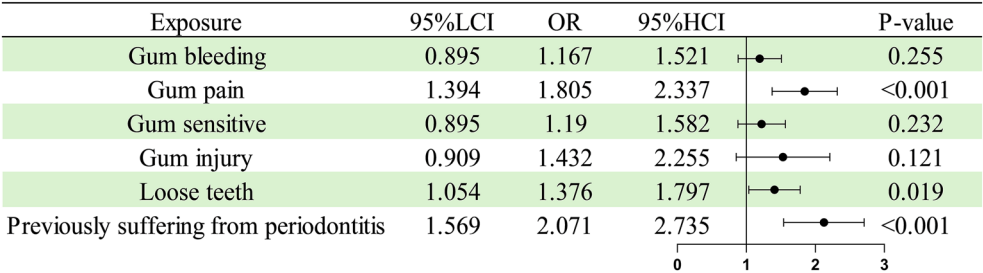 Exposure 95%LCI OR 95%HCI P-value
Gum bleeding 0.895 1.167 1.521 0.255
Gum pain 1.394 1.805 2.337 <0.001
Gum sensitive 0.895 1.19 1.582 0.232
Gum injury 0.909 1.432 2.255 0.121
Loose teeth 1.054 1.376 1.797 0.019
Previously suffering from periodontitis 1.569 2.071 2.735 <0.001
0 1 2 3